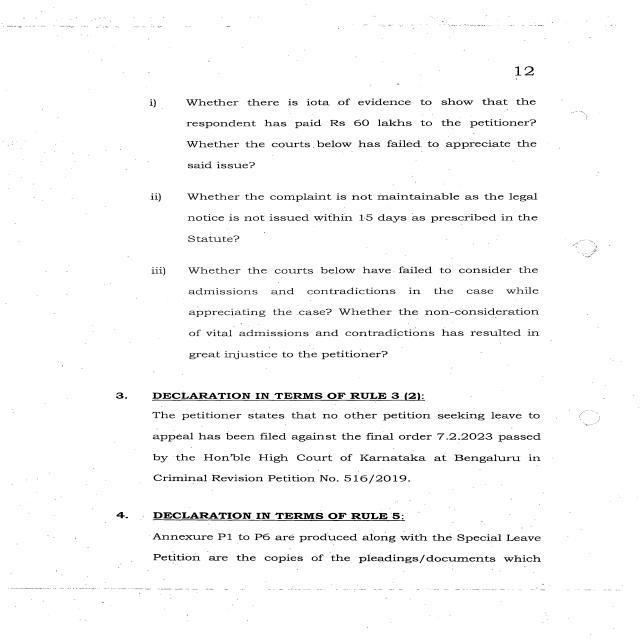 12
i) Whether there is iota of evidence to show that the
respondent has paid Rs 60 lakhs to the petitioner?
Whether the courts below has failed to appreciate the
said issue?
ii) Whether the complaint is not maintainable as the legal
notice is not issued within 15 days as prescribed in the
Statute?
iii) Whether the courts below have failed to consider the
admissions and contradictions in the case while
appreciating the case? Whether the non-consideration
of vital admissions and contradictions has resulted in
great injustice to the petitioner?
3. DECLARATION IN TERMS OF RULE 3 (2):
The petitioner states that no other petition seeking leave to
appeal has been filed against the final order 7.2.2023 passed
by the Hon'ble High Court of Karnataka at Bengaluru in
Criminal Revision Petition No. 516/2019.
4. DECLARATION IN TERMS OF RULE 5:
Annexure P1 to P6 are produced along with the Special Leave
Petition are the copies of the pleadings/documents which